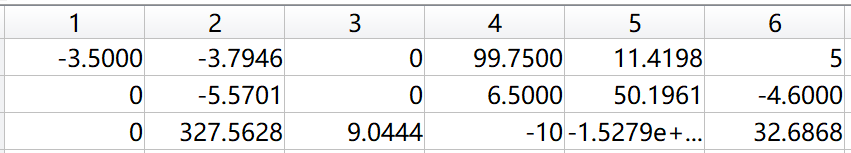 1 2 3 4 5 6
-3.5000 -3.7946 0 99.7500 11.4198 5
0 -5.5701 0 6.5000 50.1961 -4.6000
0 327.5628 9.0444 -10 -1.5279e+... 32.6868